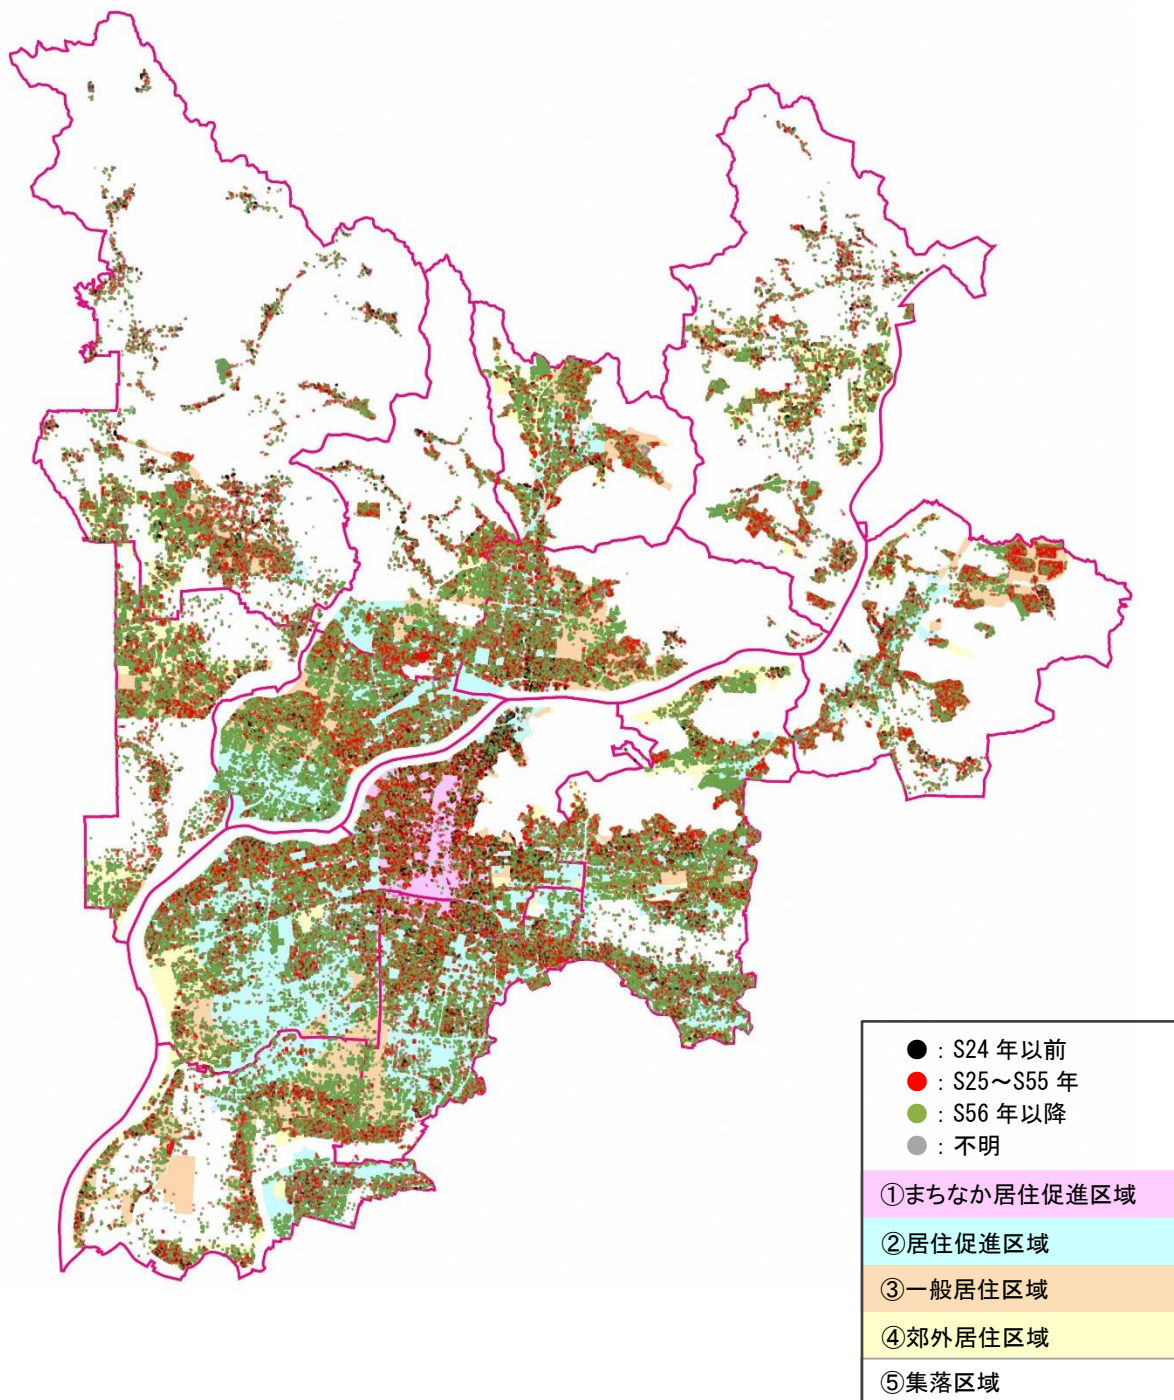 ● : S24 年以前
● : S25～S55 年
● : S56 年以降
● : 不明
①まちなか居住促進区域
②居住促進区域
③一般居住区域
④郊外居住区域
⑤集落区域